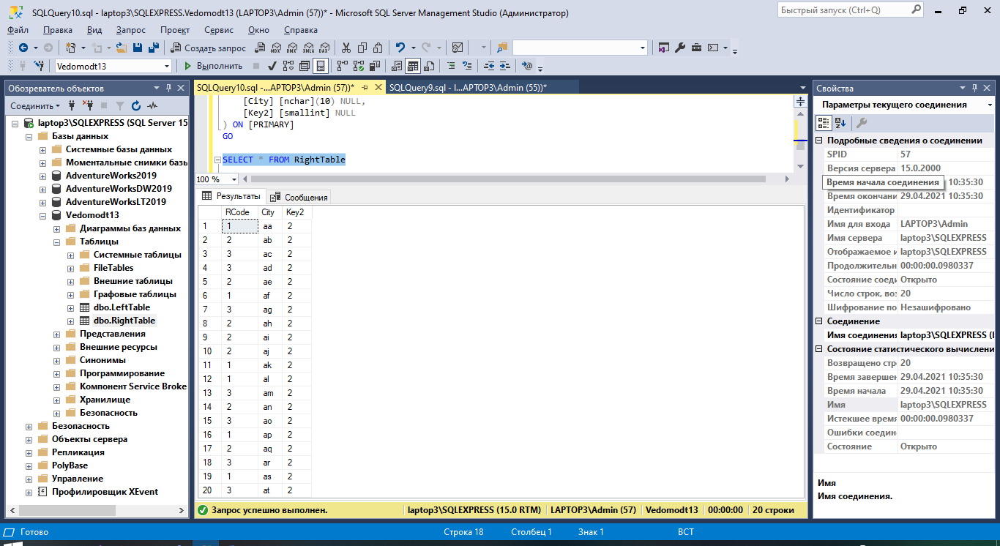 SQLQuery10.sql - laptop3\SQLEXPRESS.Vedomodt13 (LAPTOP3\Admin (57))* - Microsoft SQL Server Management Studio (Администратор)
Быстрый запуск (Ctrl+Q)
Файл Правка Вид Запрос Проект Сервис Окно Справка
Создать запрос
MDX DMX XMLA DAX
Vedomodt13
Выполнить
Обозреватель объектов
Соединить
laptop3\SQLEXPRESS (SQL Server 15
Базы данных
Системные базы данных
Моментальные снимки базь
AdventureWorks2019
AdventureWorksDW2019
AdventureWorksLT2019
Vedomodt13
Диаграммы баз данных
Таблицы
Системные таблицы
FileTables
Внешние таблицы
Графовые таблицы
dbo.LeftTable
dbo.RightTable
Представления
Внешние ресурсы
Синонимы
Программирование
Компонент Service Broke
Хранилище
Безопасность
Безопасность
Объекты сервера
Репликация
PolyBase
Управление
Профилировщик XEvent
SQLQuery10.sql -...APTOP3\Admin (57))*
SQLQuery9.sql - l...APTOP3\Admin (55))*
[City] [nchar](10) NULL,
[Key2] [smallint] NULL
) ON [PRIMARY]
GO
SELECT * FROM RightTable
100 %
Результаты
Сообщения
RCode City Key2
1 1 aa 2
2 2 ab 2
3 3 ac 2
4 3 ad 2
5 2 ae 2
6 1 af 2
7 3 ag 2
8 2 ah 2
9 2 ai 2
10 2 aj 2
11 1 ak 2
12 1 al 2
13 3 am 2
14 2 an 2
15 3 ao 2
16 1 ap 2
17 2 aq 2
18 3 ar 2
19 1 as 2
20 3 at 2
Запрос успешно выполнен.
laptop3\SQLEXPRESS (15.0 RTM)
LAPTOP3\Admin (57)
Vedomodt13
00:00:00
20 строки
Свойства
Параметры текущего соединения
Подробные сведения о соединении
SPID 57
Версия сервера 15.0.2000
Время начала соединения 10:35:30
Время окончани 29.04.2021 10:35:30
Идентификатор
Имя для входа LAPTOP3\Admin
Имя сервера laptop3\SQLEXPRESS
Отображаемое и laptop3\SQLEXPRESS
Продолжительн 00:00:00.0980337
Состояние соеди Открыто
Число строк, воз 20
Шифрование по Незашифровано
Соединение
Имя соединения laptop3\SQLEXPRESS (l
Состояние статистического вычислени
Возвращено стр 20
Время завершен 29.04.2021 10:35:30
Время начала 29.04.2021 10:35:30
Имя laptop3\SQLEXPRESS
Истекшее время 00:00:00.0980337
Ошибки соедин
Состояние Открыто
Имя
Имя соединения.
Готово
Строка 18
Столбец 1
Знак 1
ВСТ